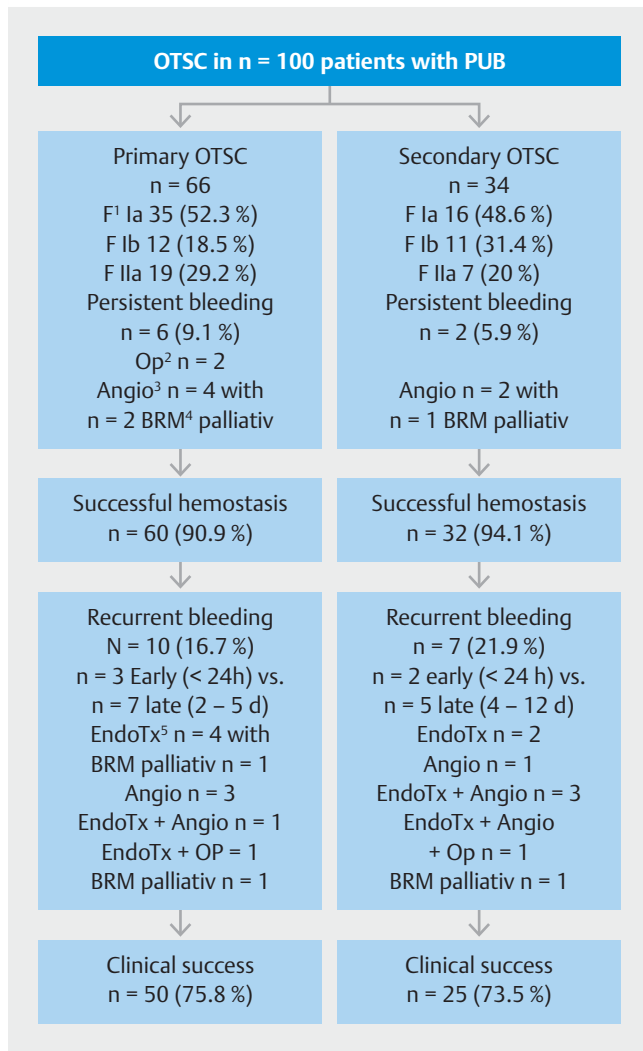 OTSC in n = 100 patients with PUB
Primary OTSC
n = 66
F¹ Ia 35 (52.3 %)
F Ib 12 (18.5 %)
F IIa 19 (29.2 %)
Persistent bleeding
n = 6 (9.1 %)
Op² n = 2
Angio³ n = 4 with
n = 2 BRM⁴ palliativ
Successful hemostasis
n = 60 (90.9 %)
Recurrent bleeding
N = 10 (16.7 %)
n = 3 Early (< 24h) vs.
n = 7 late (2 – 5 d)
EndoTx⁵ n = 4 with
BRM palliativ n = 1
Angio n = 3
EndoTx + Angio n = 1
EndoTx + OP = 1
BRM palliativ n = 1
Clinical success
n = 50 (75.8 %)
Secondary OTSC
n = 34
F Ia 16 (48.6 %)
F Ib 11 (31.4 %)
F IIa 7 (20 %)
Persistent bleeding
n = 2 (5.9 %)
Angio n = 2 with
n = 1 BRM palliativ
Successful hemostasis
n = 32 (94.1 %)
Recurrent bleeding
n = 7 (21.9 %)
n = 2 early (< 24 h) vs.
n = 5 late (4 – 12 d)
EndoTx n = 2
Angio n = 1
EndoTx + Angio n = 3
EndoTx + Angio
+ Op n = 1
BRM palliativ n = 1
Clinical success
n = 25 (73.5 %)